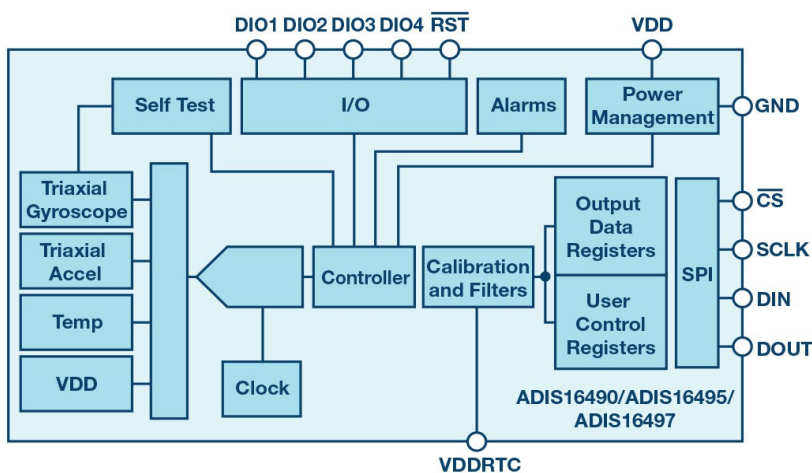 DIO1 DIO2 DIO3 DIO4 RST VDD
Self Test
I/O
Alarms
Power
Management
GND
Triaxial
Gyroscope
Triaxial
Accel
Temp
VDD
Clock
Controller
Calibration
and Filters
Output
Data
Registers
User
Control
Registers
SPI
CS
SCLK
DIN
DOUT
ADIS16490/ADIS16495/
ADIS16497
VDDRTC